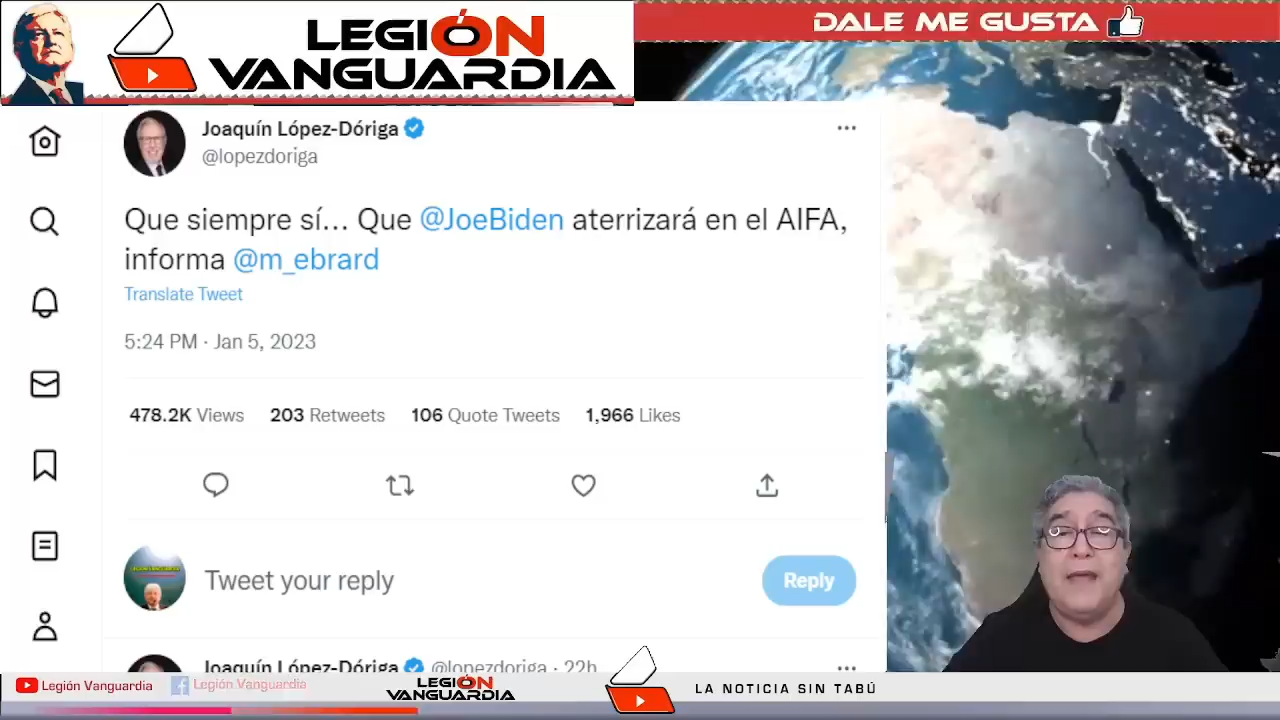 LEGIÓN
VANGUARDIA
DALE ME GUSTA
Joaquín López-Dóriga
@lopezdoriga
Que siempre sí... Que @JoeBiden aterrizará en el AIFA,
informa @m_ebrard
Translate Tweet
5:24 PM · Jan 5, 2023
478.2K Views 203 Retweets 106 Quote Tweets 1,966 Likes
Tweet your reply
Reply
Joaquín López-Dóriga @lopezdoriga · 22h
Legión Vanguardia
Legión Vanguardia
LEGIÓN
VANGUARDIA
LA NOTICIA SIN TABÚ